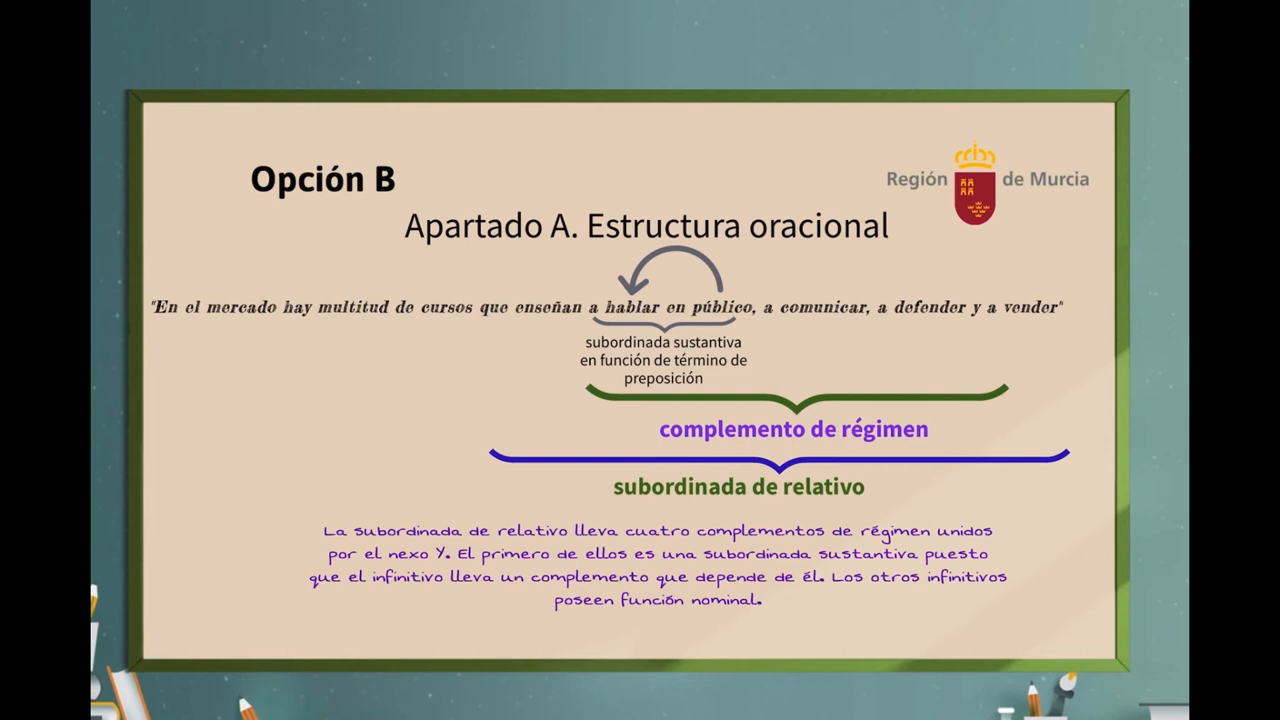 Opción B
Región de Murcia
Apartado A. Estructura oracional
"En el mercado hay multitud de cursos que enseñan a hablar en público, a comunicar, a defender y a vender"
subordinada sustantiva
en función de término de
preposición
complemento de régimen
subordinada de relativo
La subordinada de relativo lleva cuatro complementos de régimen unidos
por el nexo Y. El primero de ellos es una subordinada sustantiva puesto
que el infinitivo lleva un complemento que depende de él. Los otros infinitivos
poseen función nominal.